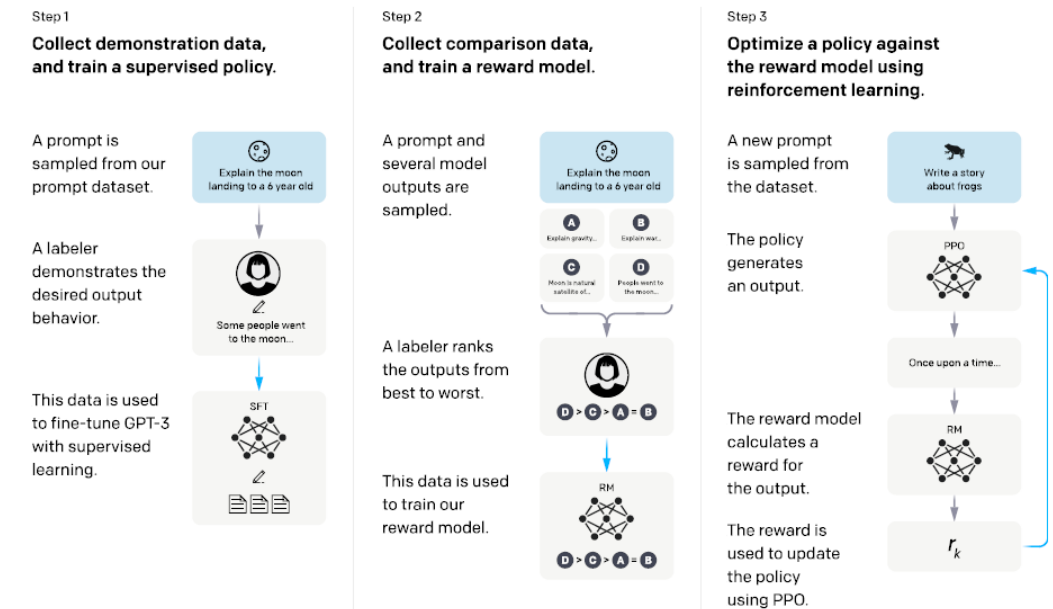 Step 1
Collect demonstration data,
and train a supervised policy.
A prompt is
sampled from our
prompt dataset.
Explain the moon
landing to a 6 year old
A labeler
demonstrates the
desired output
behavior.
Some people went
to the moon...
This data is used
to fine-tune GPT-3
with supervised
learning.
SFT
Step 2
Collect comparison data,
and train a reward model.
A prompt and
several model
outputs are
sampled.
Explain the moon
landing to a 6 year old
A
Explain gravity...
B
Explain war...
C
Moon is natural
satellite of...
D
People went to
the moon...
A labeler ranks
the outputs from
best to worst.
D > C > A = B
This data is used
to train our
reward model.
RM
D > C > A = B
Step 3
Optimize a policy against
the reward model using
reinforcement learning.
A new prompt
is sampled from
the dataset.
Write a story
about frogs
The policy
generates
an output.
PPO
Once upon a time...
The reward model
calculates a
reward for
the output.
RM
The reward is
used to update
the policy
using PPO.
rₖ